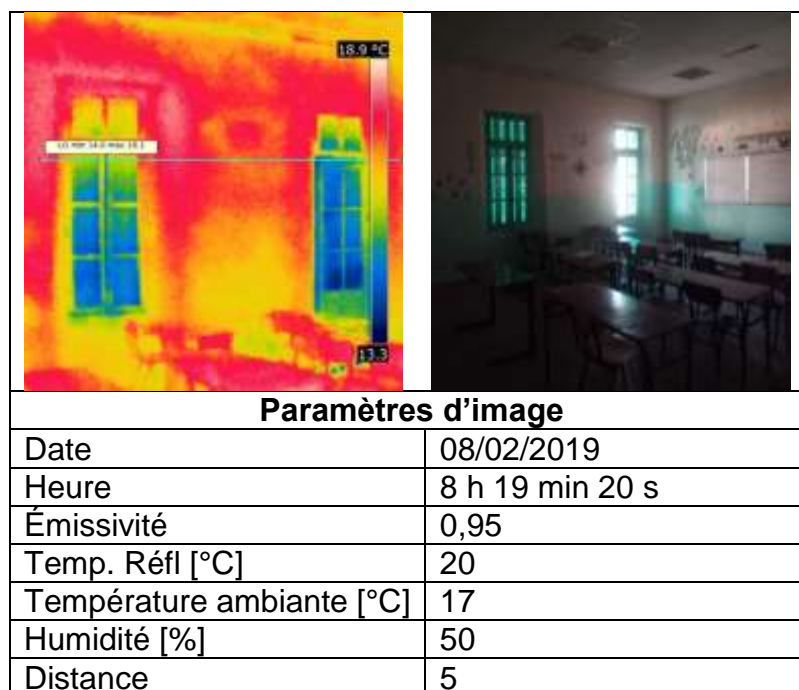 18.9 °C
13.3
Paramètres d’image
Date 08/02/2019
Heure 8 h 19 min 20 s
Émissivité 0,95
Temp. Réfl [°C] 20
Température ambiante [°C] 17
Humidité [%] 50
Distance 5